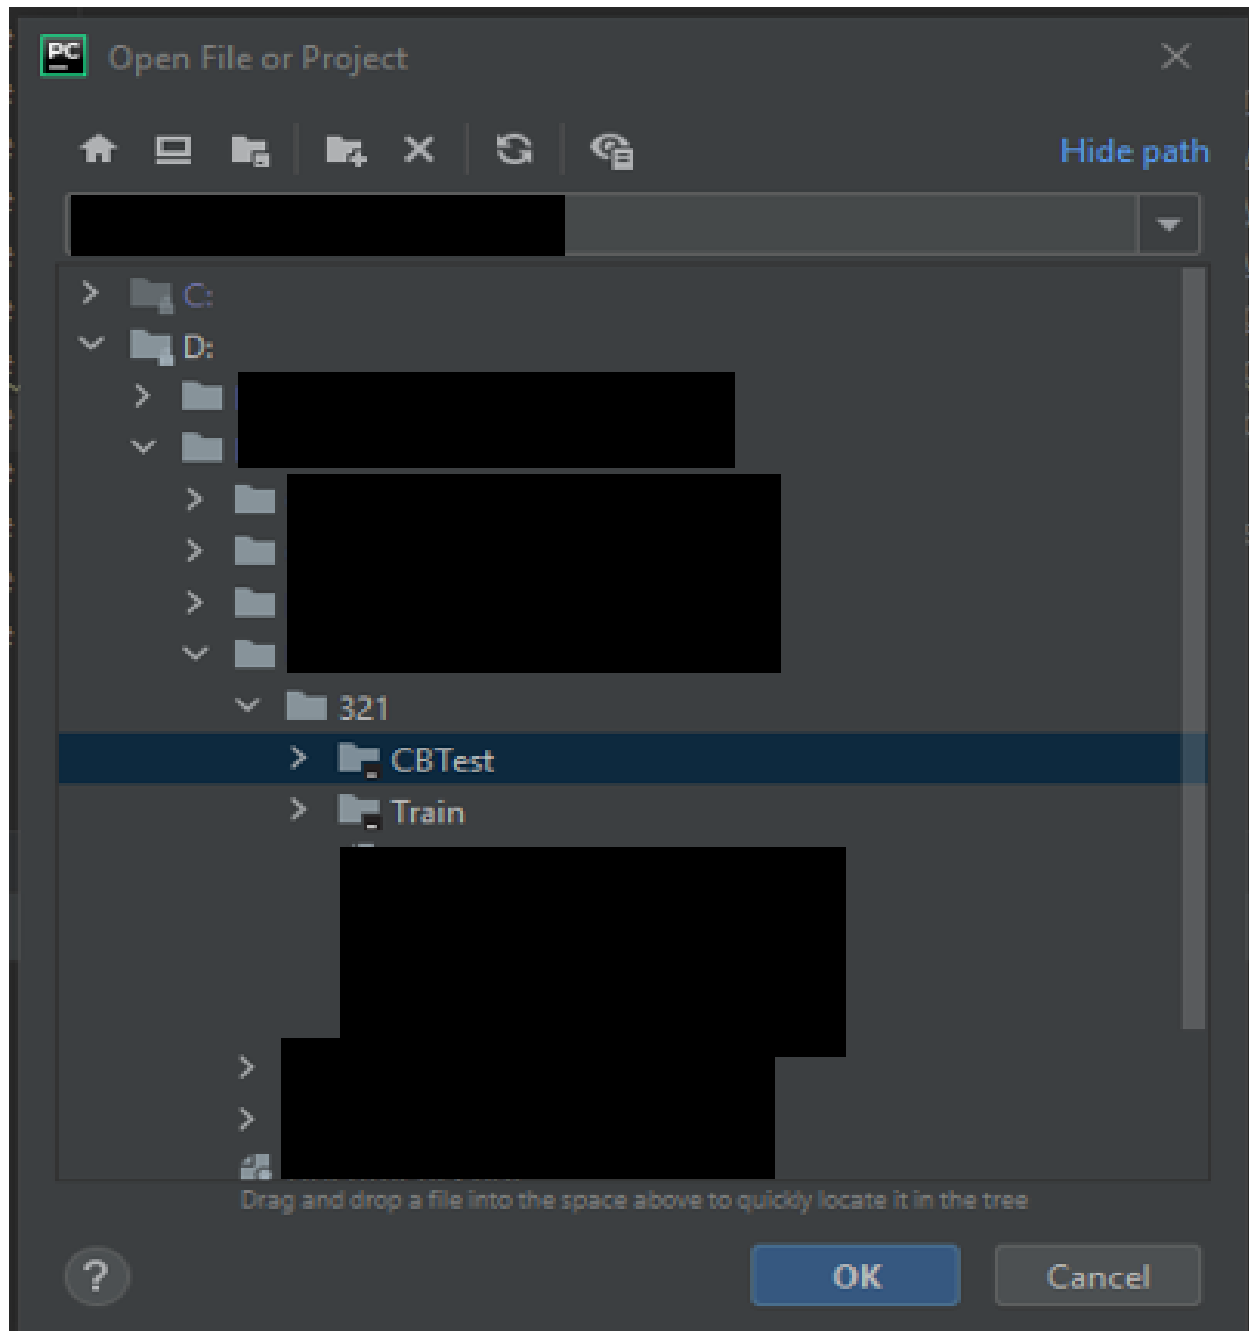 PC Open File or Project
Hide path
C:
D:
321
CBTest
Train
Drag and drop a file into the space above to quickly locate it in the tree
?
OK
Cancel